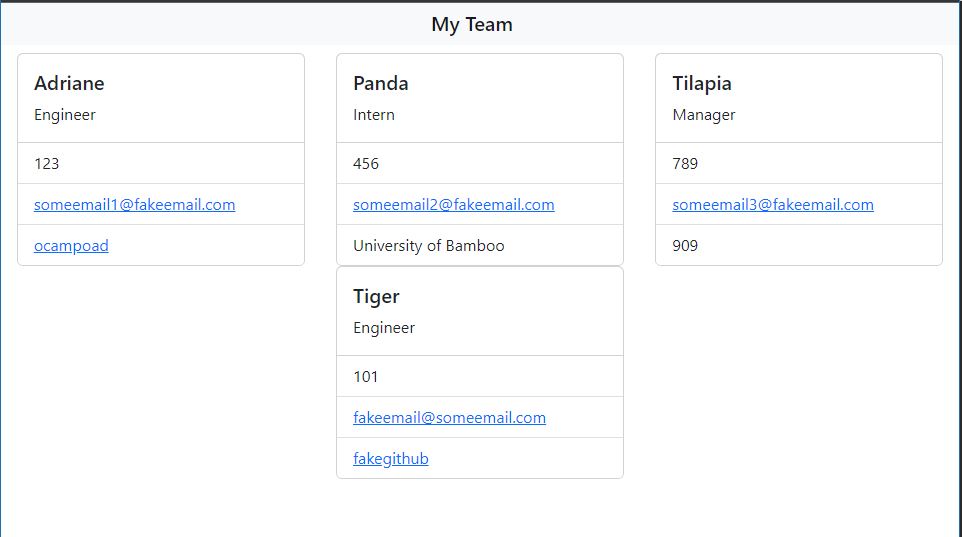 My Team
Adriane
Engineer
123
someemail1@fakeemail.com
ocampoad
Panda
Intern
456
someemail2@fakeemail.com
University of Bamboo
Tilapia
Manager
789
someemail3@fakeemail.com
909
Tiger
Engineer
101
fakeemail@someemail.com
fakegithub